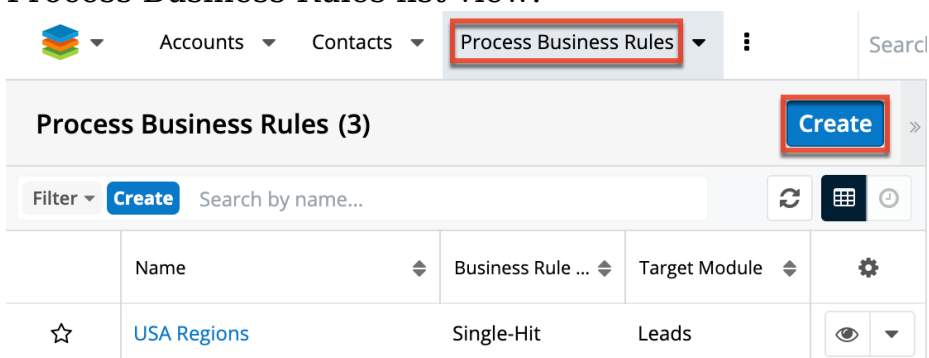 Process Business Rules list view.
Accounts Contacts Process Business Rules Search
Process Business Rules (3) Create
Filter Create Search by name...
Name Business Rule ... Target Module
USA Regions Single-Hit Leads